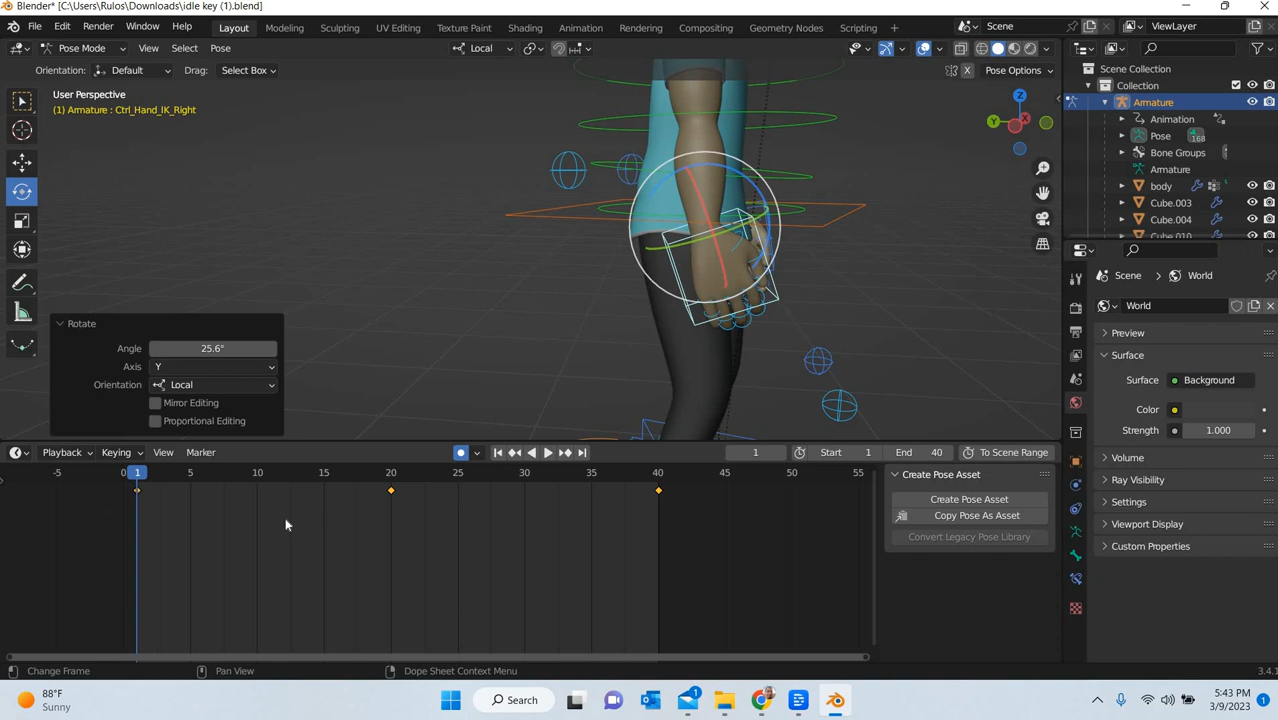 Blender* [C:\Users\Rulos\Downloads\idle key (1).blend]
File Edit Render Window Help Layout Modeling Sculpting UV Editing Texture Paint Shading Animation Rendering Compositing Geometry Nodes Scripting Scene ViewLayer
Pose Mode View Select Pose Local
Orientation: Default Drag: Select Box X Pose Options
User Perspective
(1) Armature : Ctrl_Hand_IK_Right
Z
Y
X
Scene Collection
Collection
Armature
Animation
Pose 168
Bone Groups
Armature
body
Cube.003
Cube.004
Cube.010
Scene World
World
Preview
Surface
Surface Background
Color
Strength 1.000
Volume
Ray Visibility
Settings
Viewport Display
Custom Properties
Rotate
Angle 25.6°
Axis Y
Orientation Local
Mirror Editing
Proportional Editing
Playback Keying View Marker 1 Start 1 End 40 To Scene Range
-5 0 1 5 10 15 20 25 30 35 40 45 50 55
Create Pose Asset
Create Pose Asset
Copy Pose As Asset
Convert Legacy Pose Library
Change Frame Pan View Dope Sheet Context Menu 3.4.
88°F
Sunny
Search
1
5:43 PM
3/9/2023